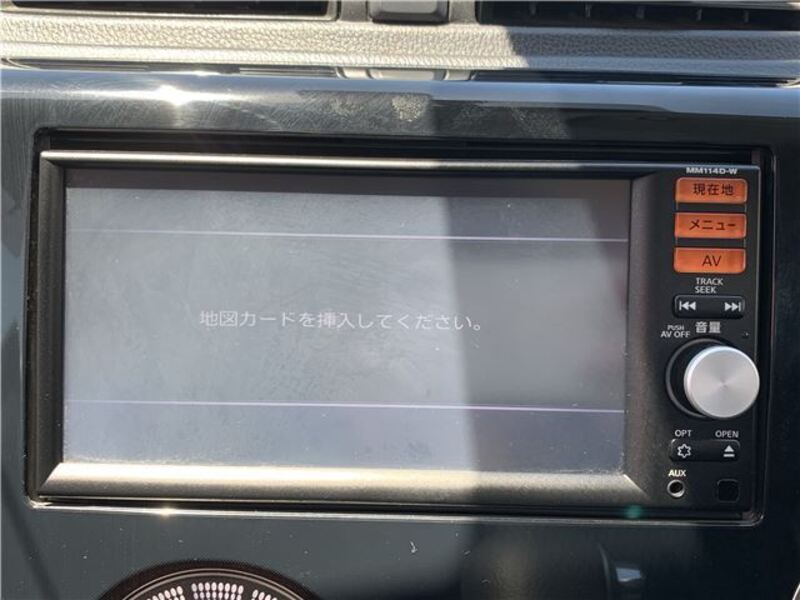 MM114D-W
現在地
メニュー
AV
TRACK
SEEK
地図カードを挿入してください。
PUSH
AV OFF
音量
OPT
OPEN
AUX